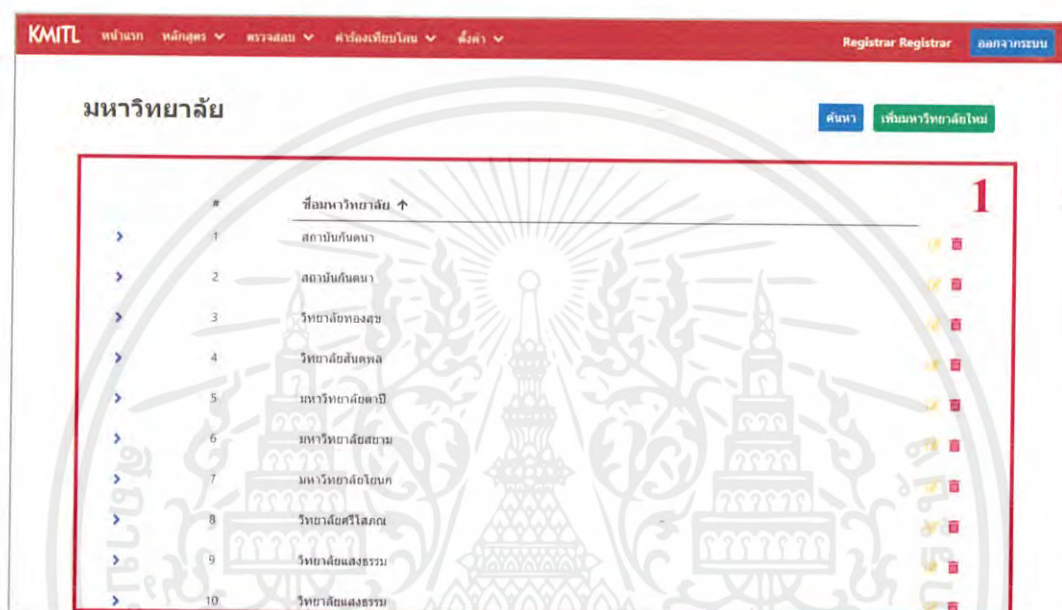 KMITL หน้าแรก หลักสูตร ตรวจสอบ คำร้องเทียบโอน ตั้งค่า Registrar Registrar ออกจากระบบ
มหาวิทยาลัย ค้นหา เพิ่มมหาวิทยาลัยใหม่
1
# ชื่อมหาวิทยาลัย ↑
1 สถาบันกันตนา
2 สถาบันกันตนา
3 วิทยาลัยทองสุข
4 วิทยาลัยสันตพล
5 มหาวิทยาลัยตาปี
6 มหาวิทยาลัยสยาม
7 มหาวิทยาลัยโยนก
8 วิทยาลัยศรีโสภณ
9 วิทยาลัยแสงธรรม
10 วิทยาลัยแสงธรรม